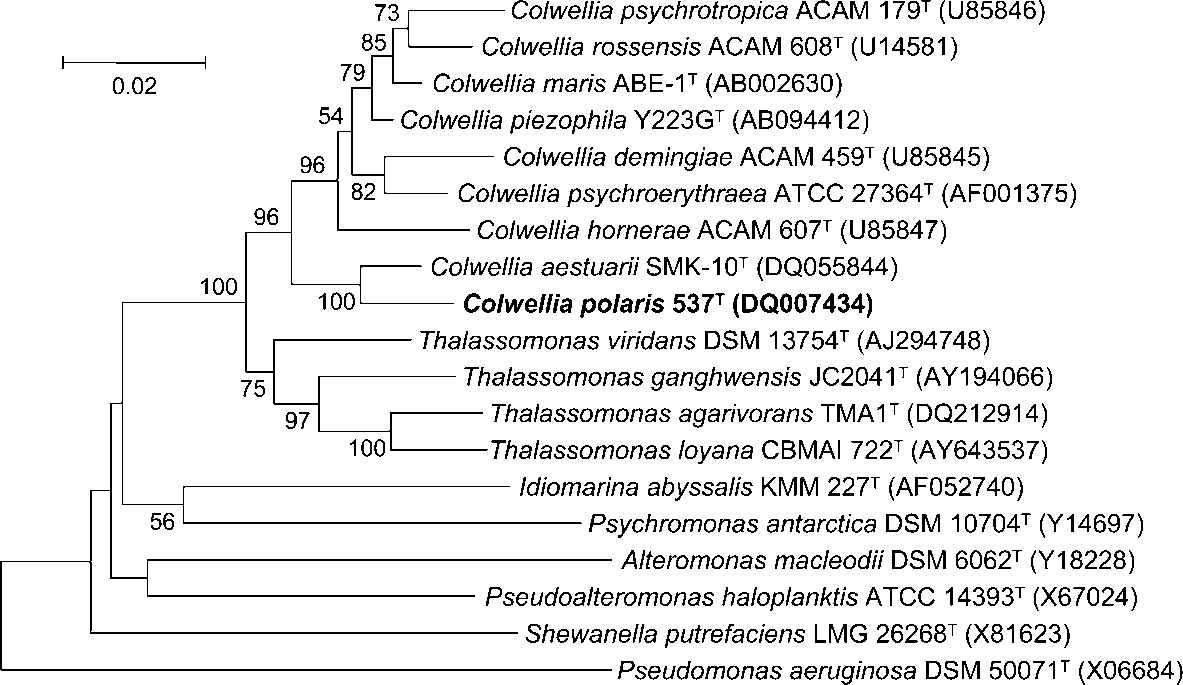 Colwellia psychrotropica ACAM 179ᵀ (U85846)
73
Colwellia rossensis ACAM 608ᵀ (U14581)
85
Colwellia maris ABE-1ᵀ (AB002630)
79
0.02
Colwellia piezophila Y223Gᵀ (AB094412)
54
Colwellia demingiae ACAM 459ᵀ (U85845)
96
82
Colwellia psychroerythraea ATCC 27364ᵀ (AF001375)
96
Colwellia hornerae ACAM 607ᵀ (U85847)
Colwellia aestuarii SMK-10ᵀ (DQ055844)
100
100
Colwellia polaris 537ᵀ (DQ007434)
Thalassomonas viridans DSM 13754ᵀ (AJ294748)
75
Thalassomonas ganghwensis JC2041ᵀ (AY194066)
97
Thalassomonas agarivorans TMA1ᵀ (DQ212914)
100
Thalassomonas loyana CBMAI 722ᵀ (AY643537)
Idiomarina abyssalis KMM 227ᵀ (AF052740)
56
Psychromonas antarctica DSM 10704ᵀ (Y14697)
Alteromonas macleodii DSM 6062ᵀ (Y18228)
Pseudoalteromonas haloplanktis ATCC 14393ᵀ (X67024)
Shewanella putrefaciens LMG 26268ᵀ (X81623)
Pseudomonas aeruginosa DSM 50071ᵀ (X06684)